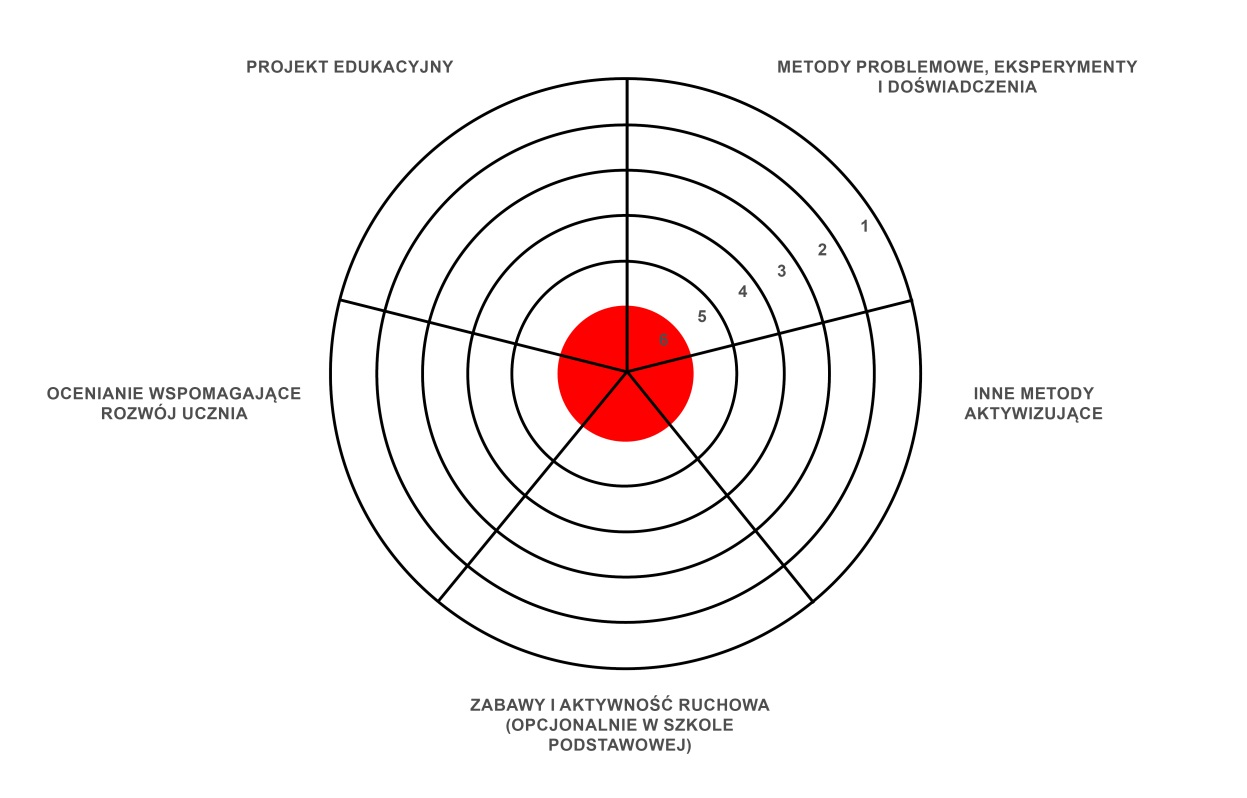 PROJEKT EDUKACYJNY
METODY PROBLEMOWE, EKSPERYMENTY
I DOŚWIADCZENIA
1
2
3
4
5
6
OCENIANIE WSPOMAGAJĄCE
ROZWÓJ UCZNIA
INNE METODY
AKTYWIZUJĄCE
ZABAWY I AKTYWNOŚĆ RUCHOWA
(OPCJONALNIE W SZKOLE
PODSTAWOWEJ)